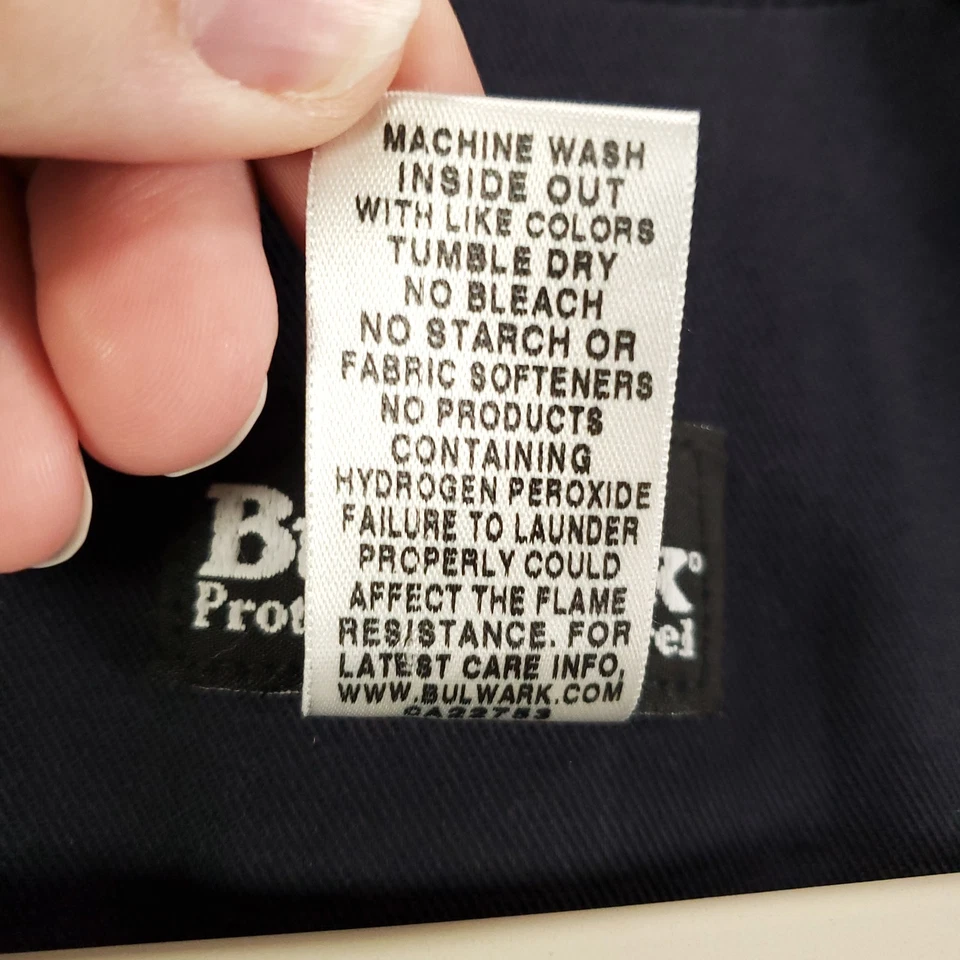 MACHINE WASH
INSIDE OUT
WITH LIKE COLORS
TUMBLE DRY
NO BLEACH
NO STARCH OR
FABRIC SOFTENERS
NO PRODUCTS
CONTAINING
HYDROGEN PEROXIDE
FAILURE TO LAUNDER
PROPERLY COULD
AFFECT THE FLAME
RESISTANCE. FOR
LATEST CARE INFO,
WWW.BULWARK.COM